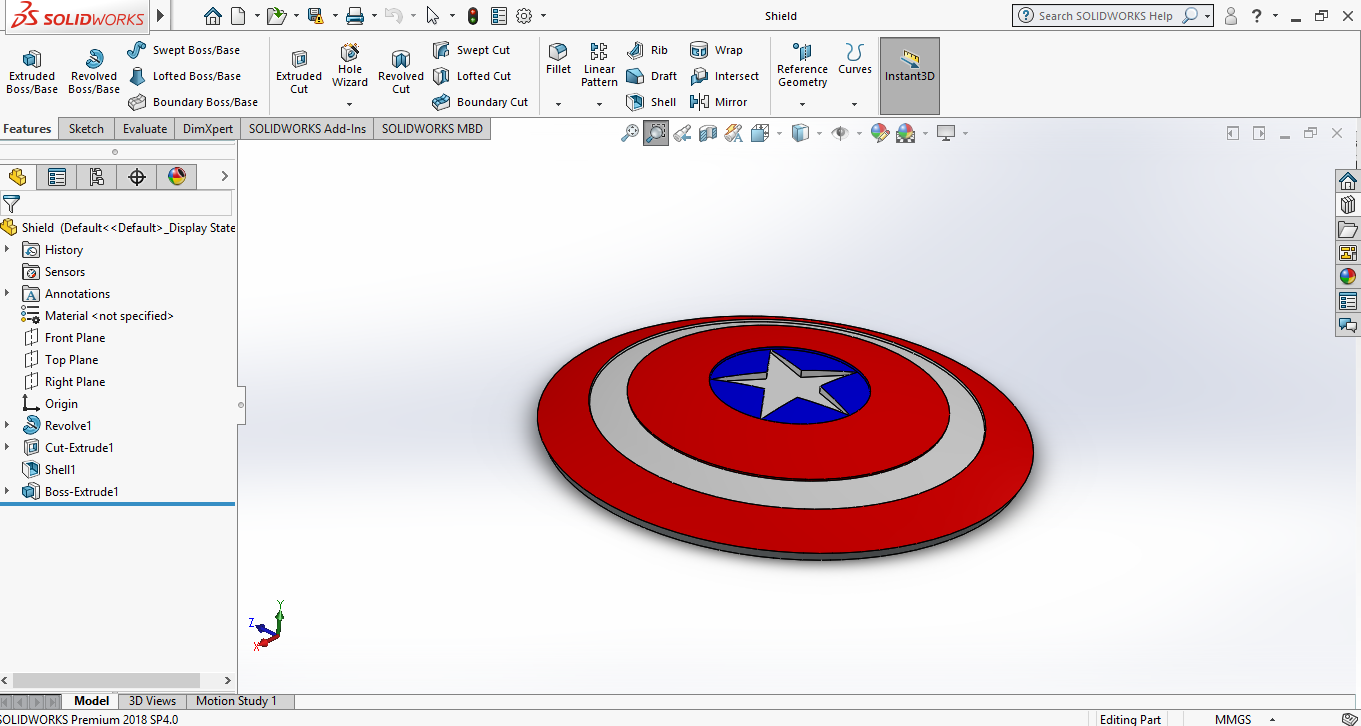 SOLIDWORKS
Shield
Search SOLIDWORKS Help
?
Extruded Boss/Base
Revolved Boss/Base
Swept Boss/Base
Lofted Boss/Base
Boundary Boss/Base
Extruded Cut
Hole Wizard
Revolved Cut
Swept Cut
Lofted Cut
Boundary Cut
Fillet
Linear Pattern
Rib
Draft
Shell
Wrap
Intersect
Mirror
Reference Geometry
Curves
Instant3D
Features
Sketch
Evaluate
DimXpert
SOLIDWORKS Add-Ins
SOLIDWORKS MBD
Shield (Default<<Default>_Display State
History
Sensors
Annotations
Material <not specified>
Front Plane
Top Plane
Right Plane
Origin
Revolve1
Cut-Extrude1
Shell1
Boss-Extrude1
Y
Z
X
Model
3D Views
Motion Study 1
SOLIDWORKS Premium 2018 SP4.0
Editing Part
MMGS